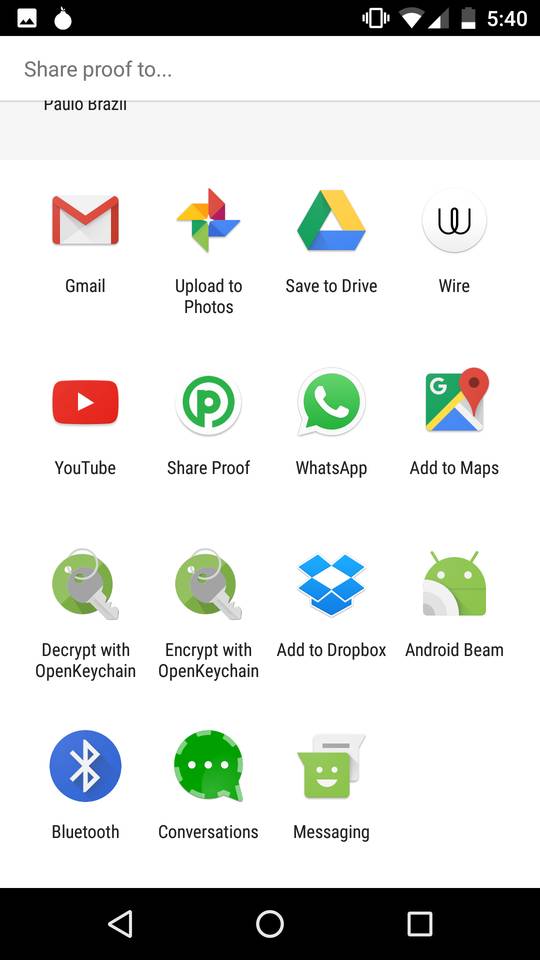 5:40
Share proof to...
Paulo Brazil
Gmail
Upload to
Photos
Save to Drive
Wire
YouTube
Share Proof
WhatsApp
Add to Maps
Decrypt with
OpenKeychain
Encrypt with
OpenKeychain
Add to Dropbox
Android Beam
Bluetooth
Conversations
Messaging